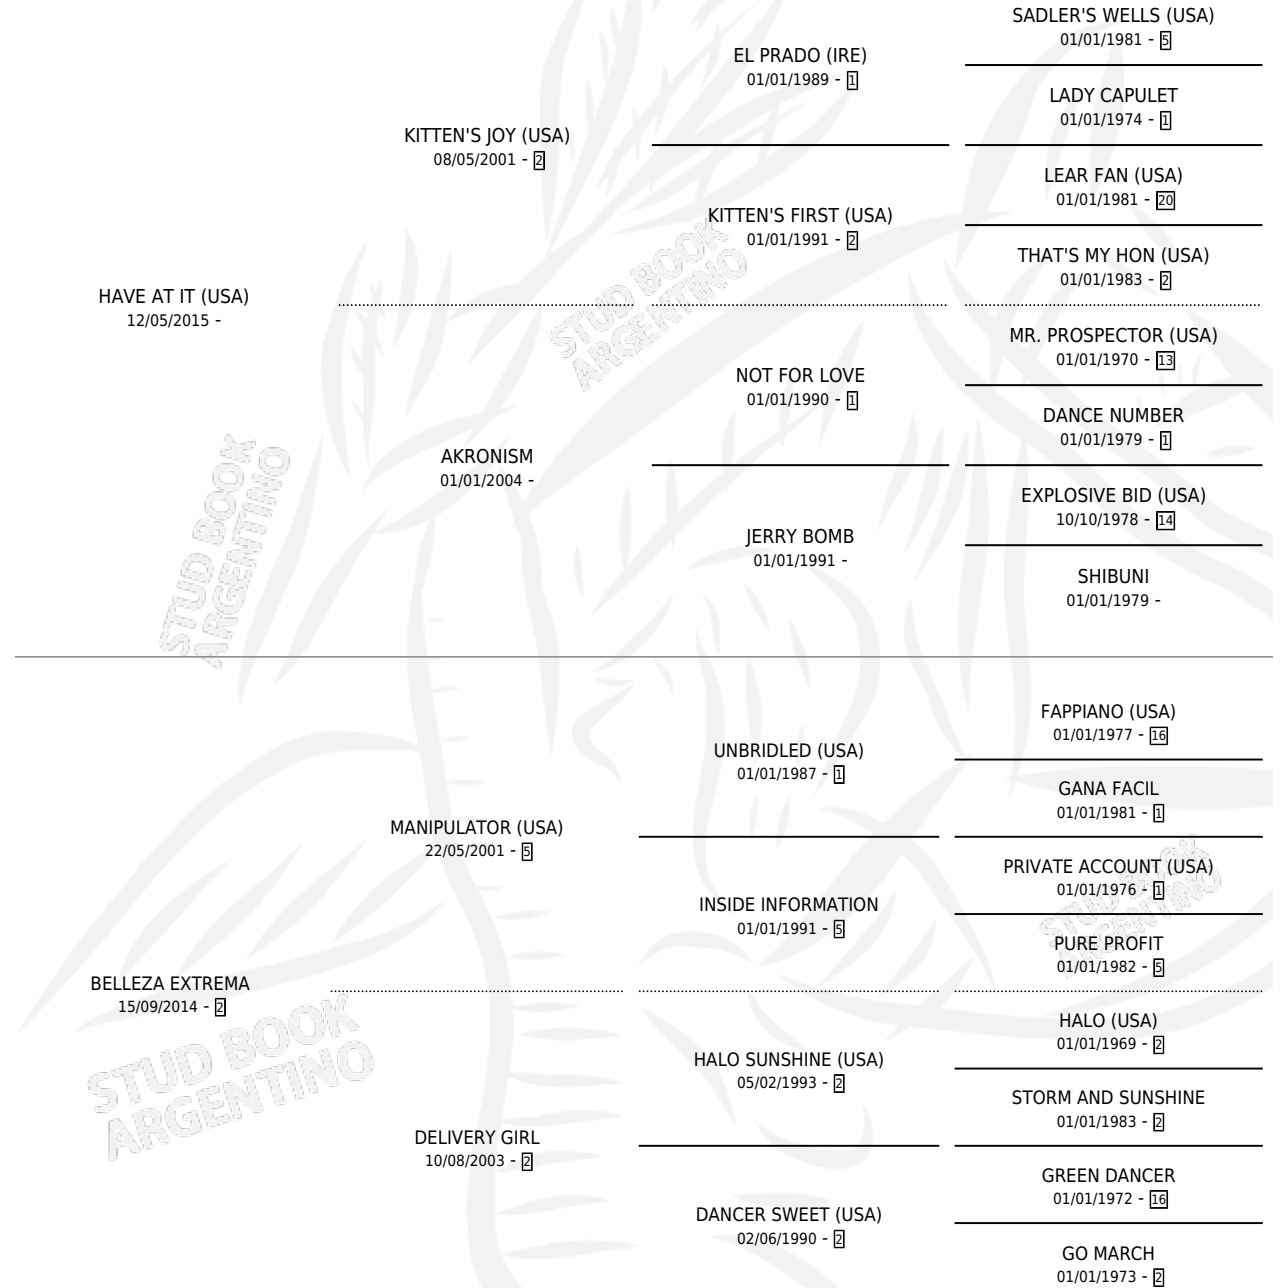 SADLER'S WELLS (USA)
01/01/1981 - 5
EL PRADO (IRE)
01/01/1989 - 1
LADY CAPULET
01/01/1974 - 1
KITTEN'S JOY (USA)
08/05/2001 - 2
LEAR FAN (USA)
01/01/1981 - 20
KITTEN'S FIRST (USA)
01/01/1991 - 2
THAT'S MY HON (USA)
01/01/1983 - 2
HAVE AT IT (USA)
12/05/2015 -
MR. PROSPECTOR (USA)
01/01/1970 - 13
NOT FOR LOVE
01/01/1990 - 1
DANCE NUMBER
01/01/1979 - 1
AKRONISM
01/01/2004 -
EXPLOSIVE BID (USA)
10/10/1978 - 14
JERRY BOMB
01/01/1991 -
SHIBUNI
01/01/1979 -
STUD BOOK
ARGENTINO
STUD BOOK
ARGENTINO
FAPPIANO (USA)
01/01/1977 - 16
UNBRIDLED (USA)
01/01/1987 - 1
GANA FACIL
01/01/1981 - 1
MANIPULATOR (USA)
22/05/2001 - 5
PRIVATE ACCOUNT (USA)
01/01/1976 - 1
INSIDE INFORMATION
01/01/1991 - 5
PURE PROFIT
01/01/1982 - 5
STUD BOOK
ARGENTINO
BELLEZA EXTREMA
15/09/2014 - 2
HALO (USA)
01/01/1969 - 2
HALO SUNSHINE (USA)
05/02/1993 - 2
STORM AND SUNSHINE
01/01/1983 - 2
DELIVERY GIRL
10/08/2003 - 2
GREEN DANCER
01/01/1972 - 16
DANCER SWEET (USA)
02/06/1990 - 2
GO MARCH
01/01/1973 - 2
STUD BOOK
ARGENTINO